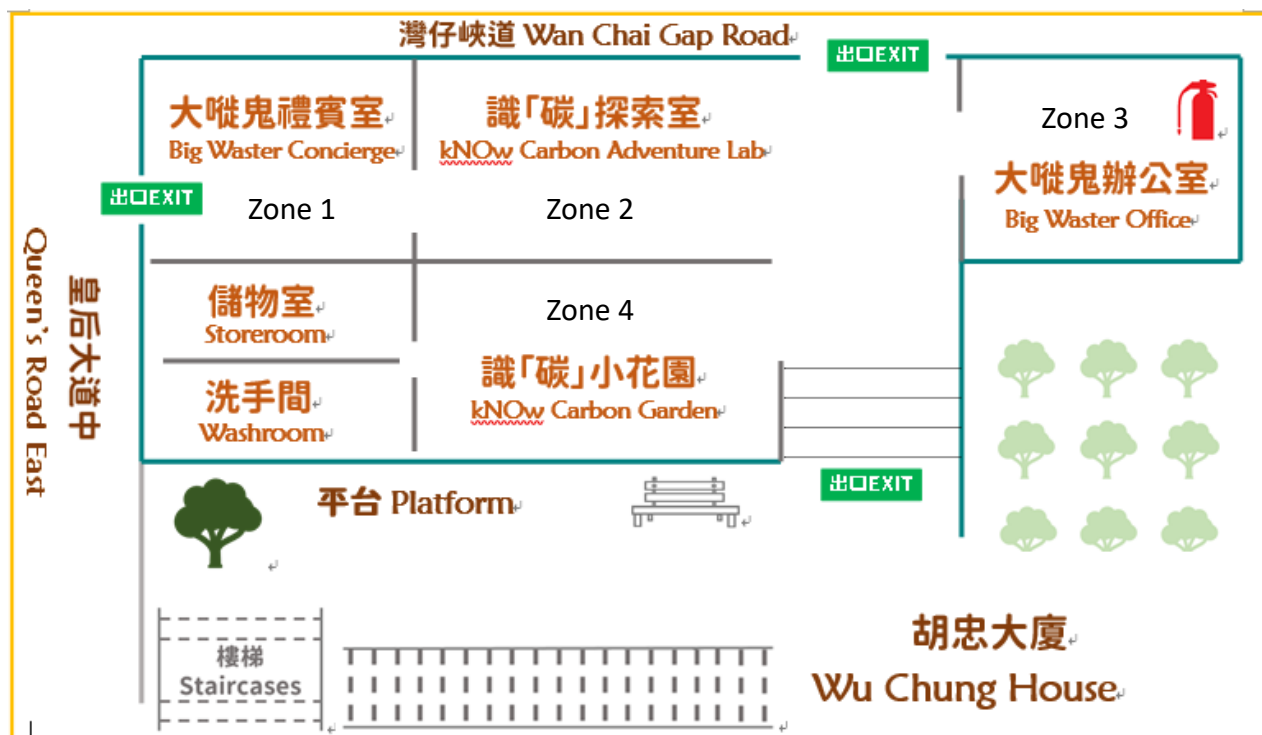 灣仔峽道 Wan Chai Gap Road
出口EXIT
大嘥鬼禮賓室
Big Waster Concierge
識「碳」探索室
kNOw Carbon Adventure Lab
Zone 3
大嘥鬼辦公室
Big Waster Office
出口EXIT
Zone 1
Zone 2
皇后大道中
Queen's Road East
儲物室
Storeroom
Zone 4
洗手間
Washroom
識「碳」小花園
kNOw Carbon Garden
出口EXIT
平台 Platform
樓梯
Staircases
胡忠大廈
Wu Chung House